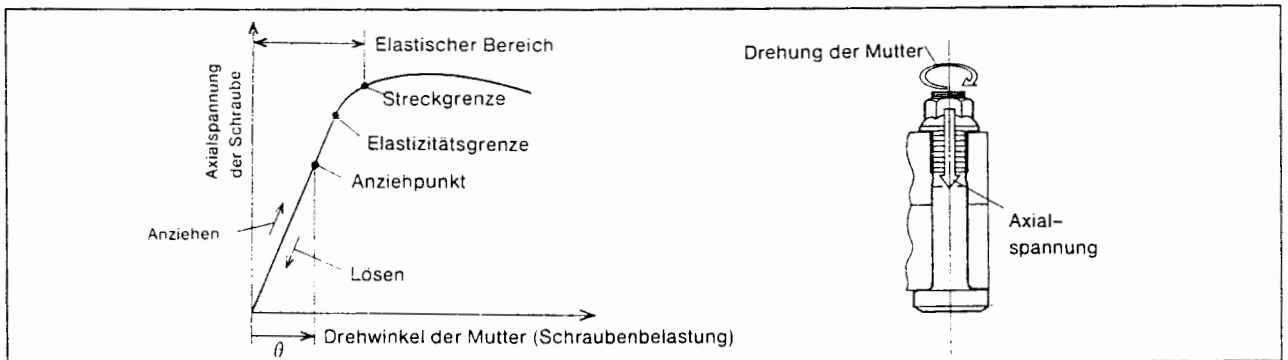 Elastischer Bereich
Axialspannung
der Schraube
Streckgrenze
Elastizitätsgrenze
Anziehpunkt
Anziehen
Lösen
Drehwinkel der Mutter (Schraubenbelastung)
θ
Drehung der Mutter
Axial-
spannung